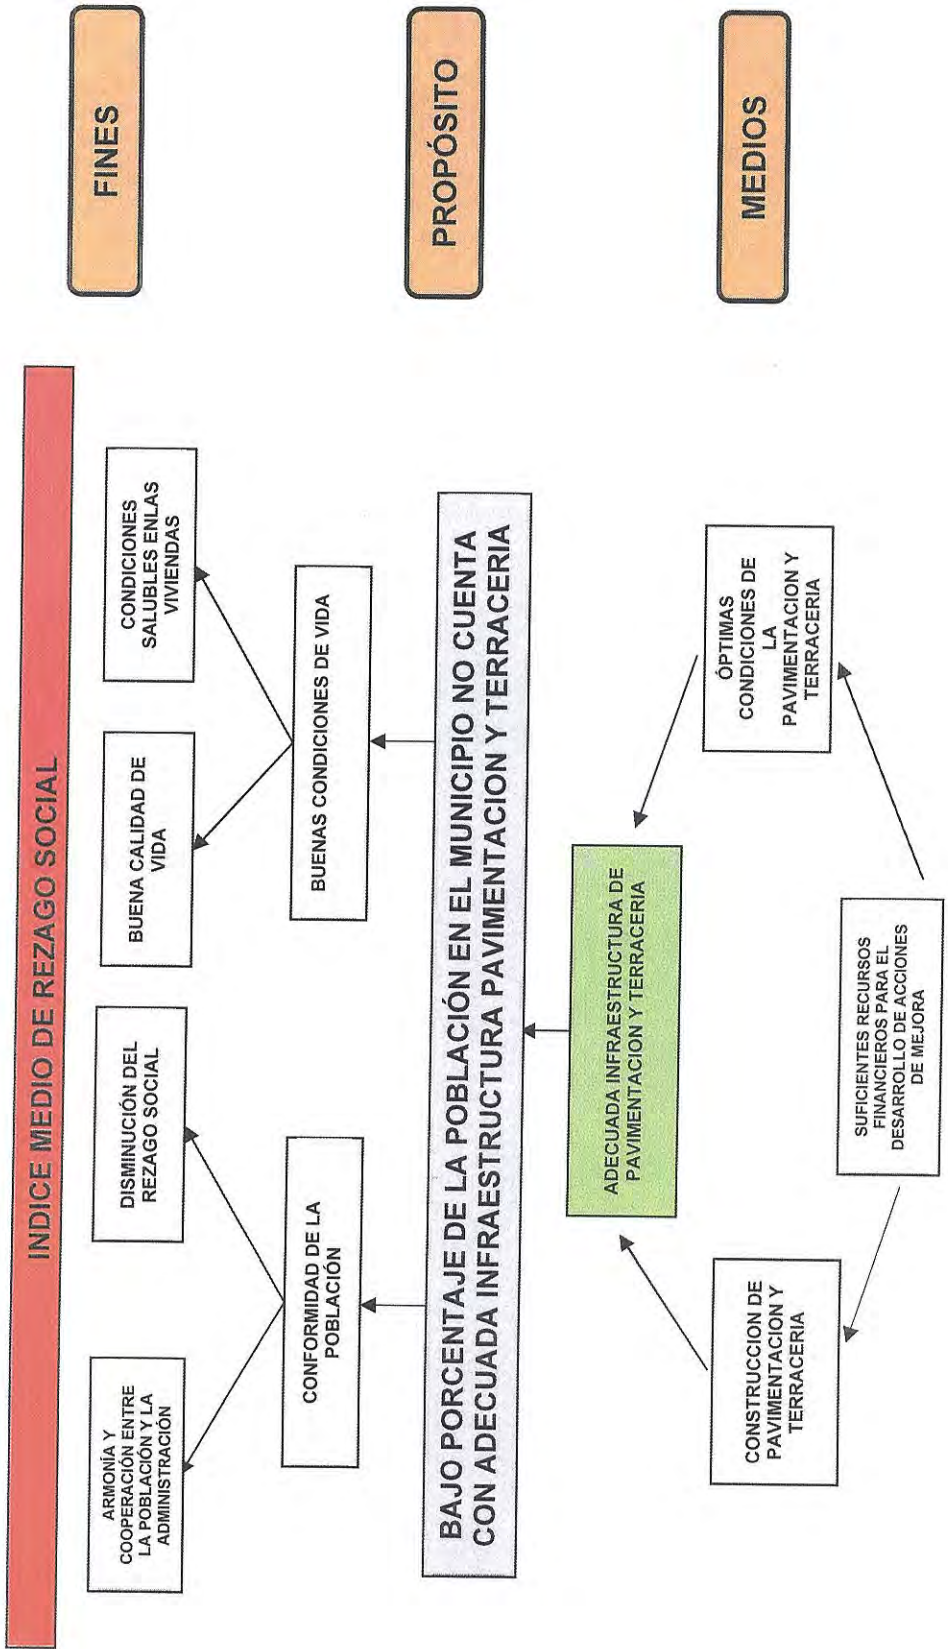 INDICE MEDIO DE REZAGO SOCIAL
FINES
ARMONÍA Y
COOPERACIÓN ENTRE
LA POBLACIÓN Y LA
ADMINISTRACIÓN
DISMINUCIÓN DEL
REZAGO SOCIAL
BUENA CALIDAD DE
VIDA
CONDICIONES
SALUBLES ENLAS
VIVIENDAS
CONFORMIDAD DE LA
POBLACIÓN
BUENAS CONDICIONES DE VIDA
BAJO PORCENTAJE DE LA POBLACIÓN EN EL MUNICIPIO NO CUENTA
CON ADECUADA INFRAESTRUCTURA PAVIMENTACION Y TERRACERIA
PROPÓSITO
ADECUADA INFRAESTRUCTURA DE
PAVIMENTACION Y TERRACERIA
CONSTRUCCION DE
PAVIMENTACION Y
TERRACERIA
ÓPTIMAS
CONDICIONES DE
LA
PAVIMENTACION Y
TERRACERIA
MEDIOS
SUFICIENTES RECURSOS
FINANCIEROS PARA EL
DESARROLLO DE ACCIONES
DE MEJORA